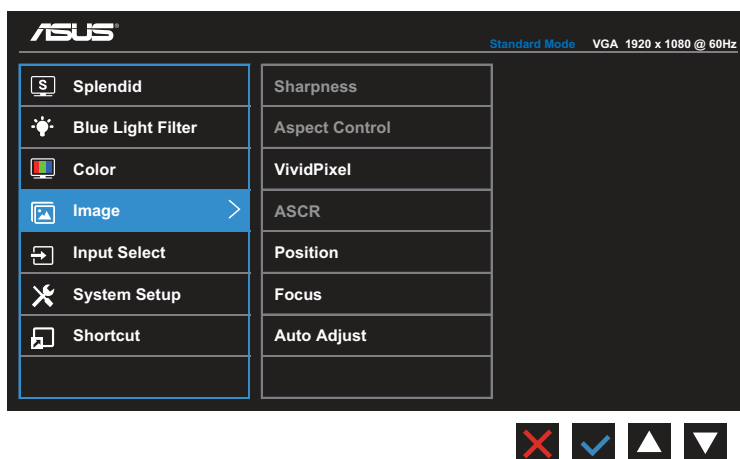 ASUS®
Standard Mode VGA 1920 x 1080 @ 60Hz
S Splendid
Blue Light Filter
Color
Image
Input Select
System Setup
Shortcut
Sharpness
Aspect Control
VividPixel
ASCR
Position
Focus
Auto Adjust